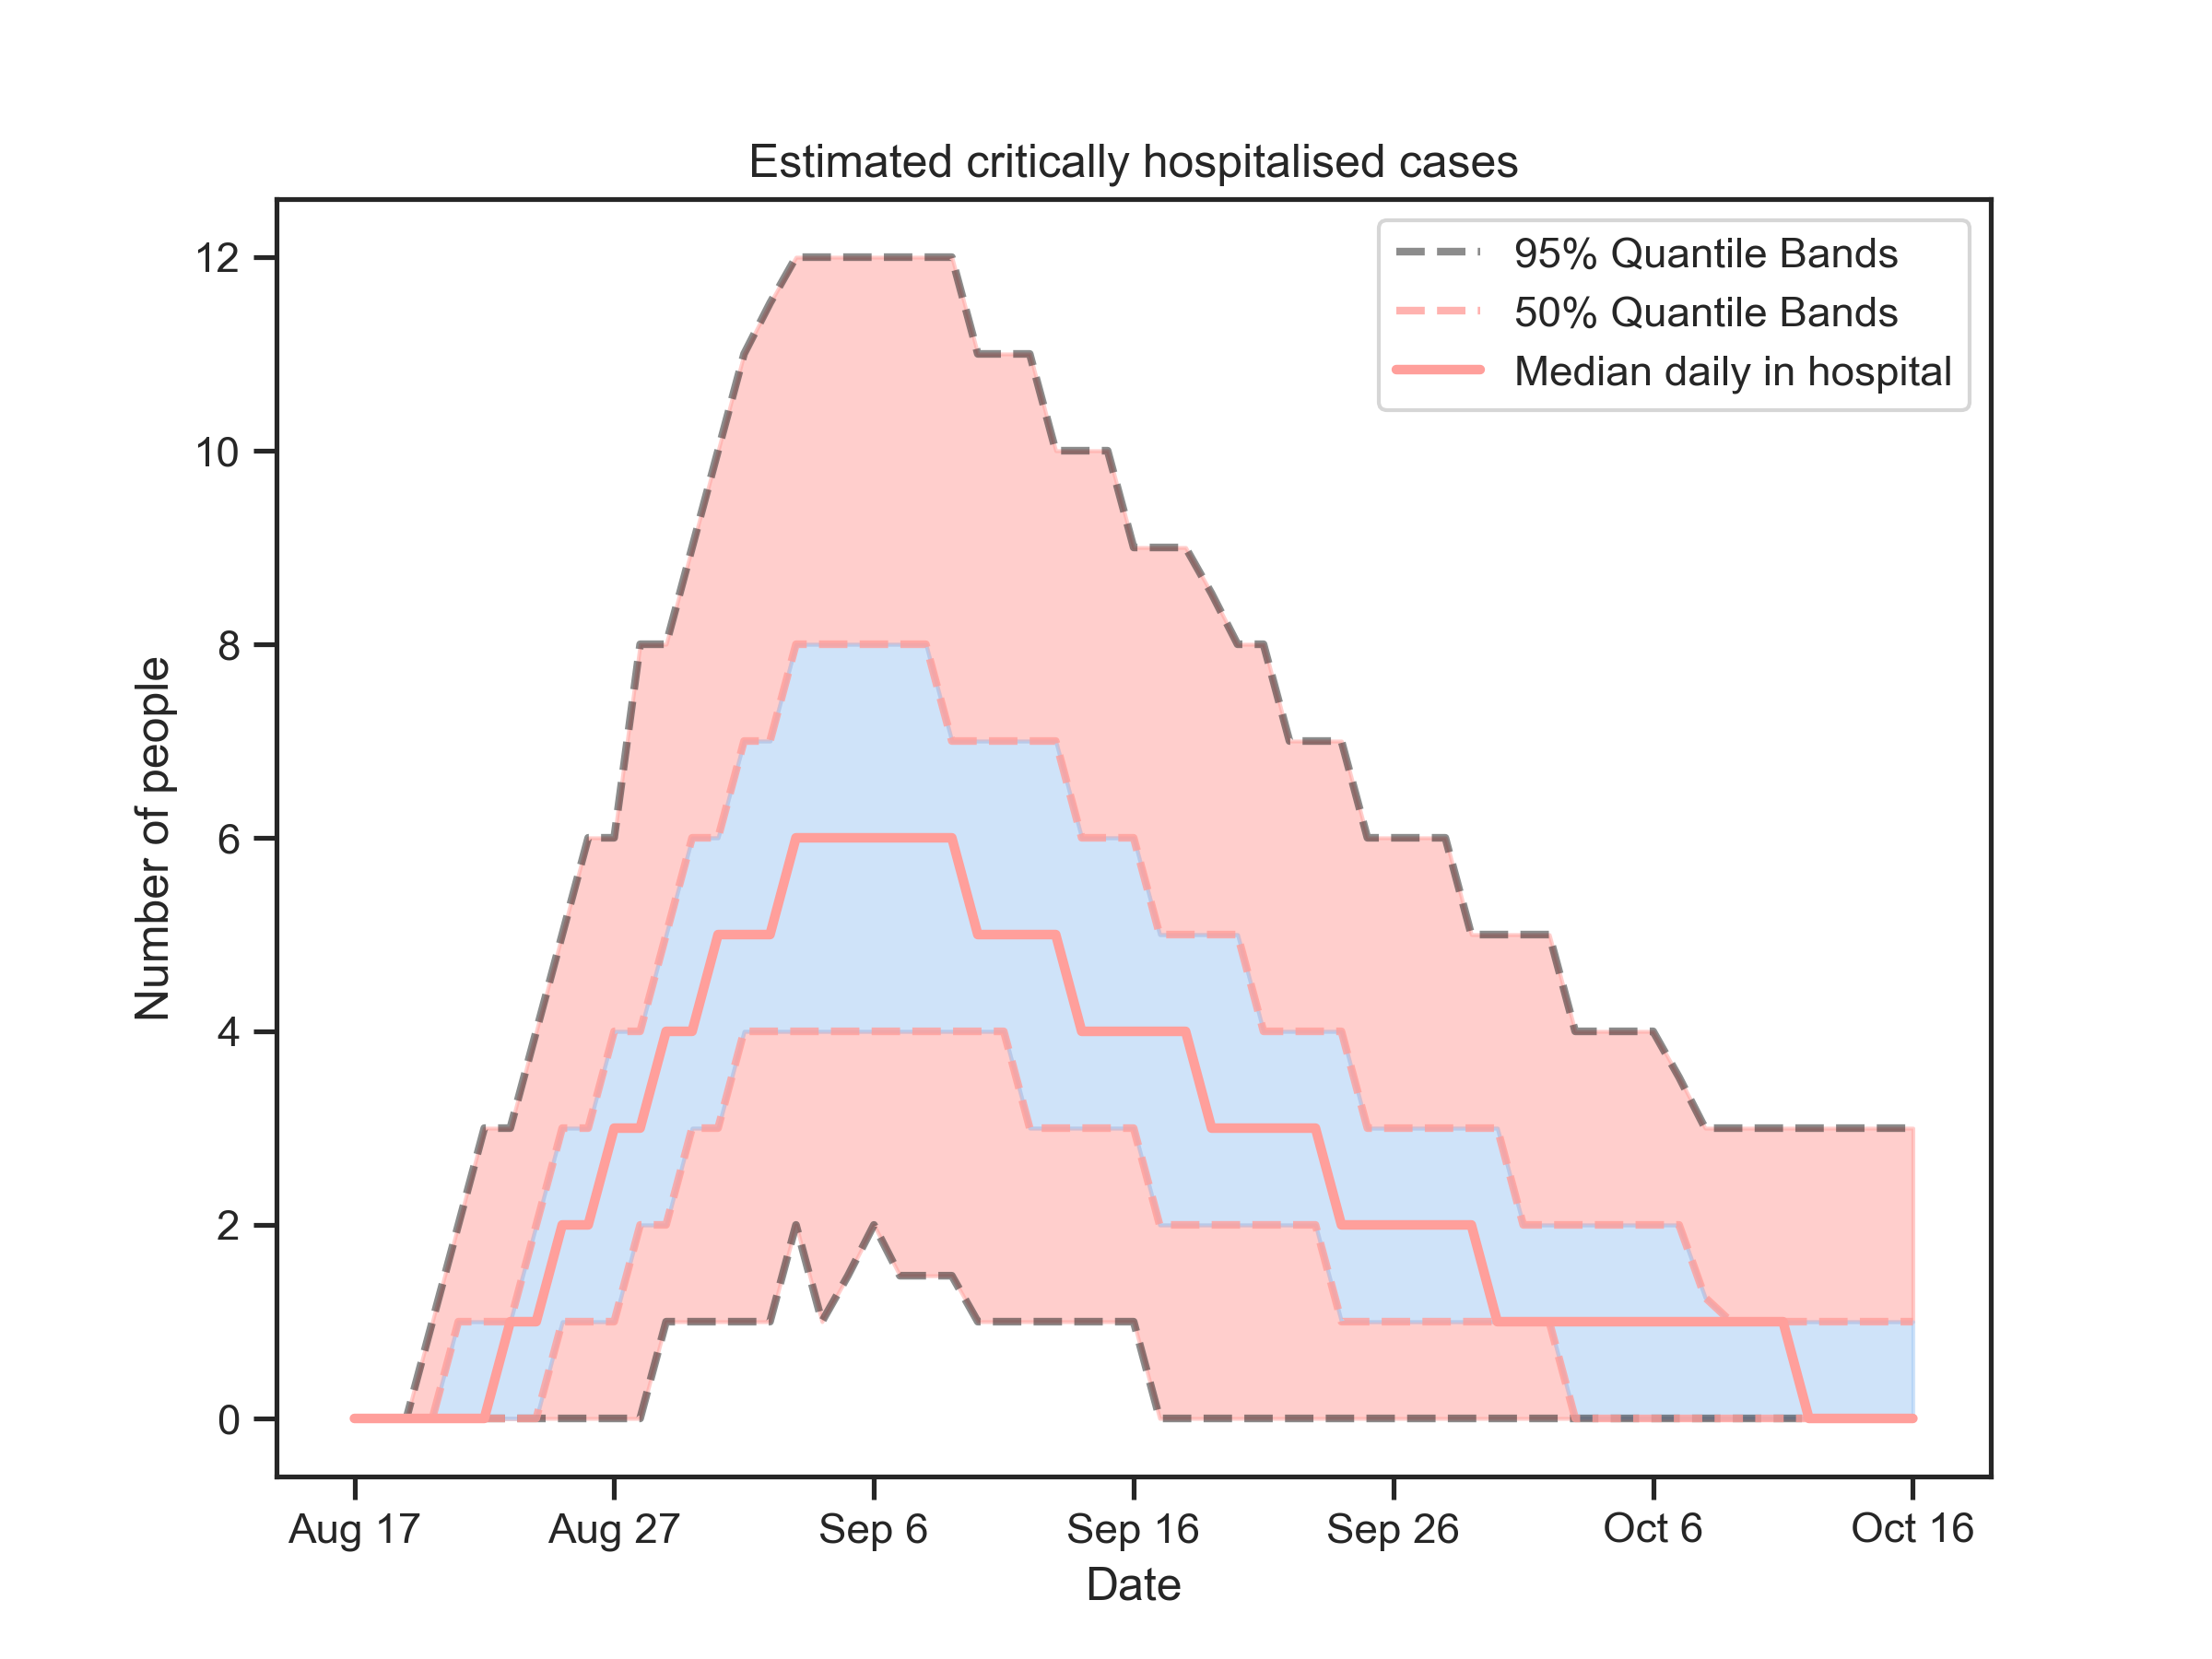 Estimated critically hospitalised cases
95% Quantile Bands
50% Quantile Bands
Median daily in hospital
12
10
8
6
4
2
0
Number of people
Aug 17 Aug 27 Sep 6 Sep 16 Sep 26 Oct 6 Oct 16
Date